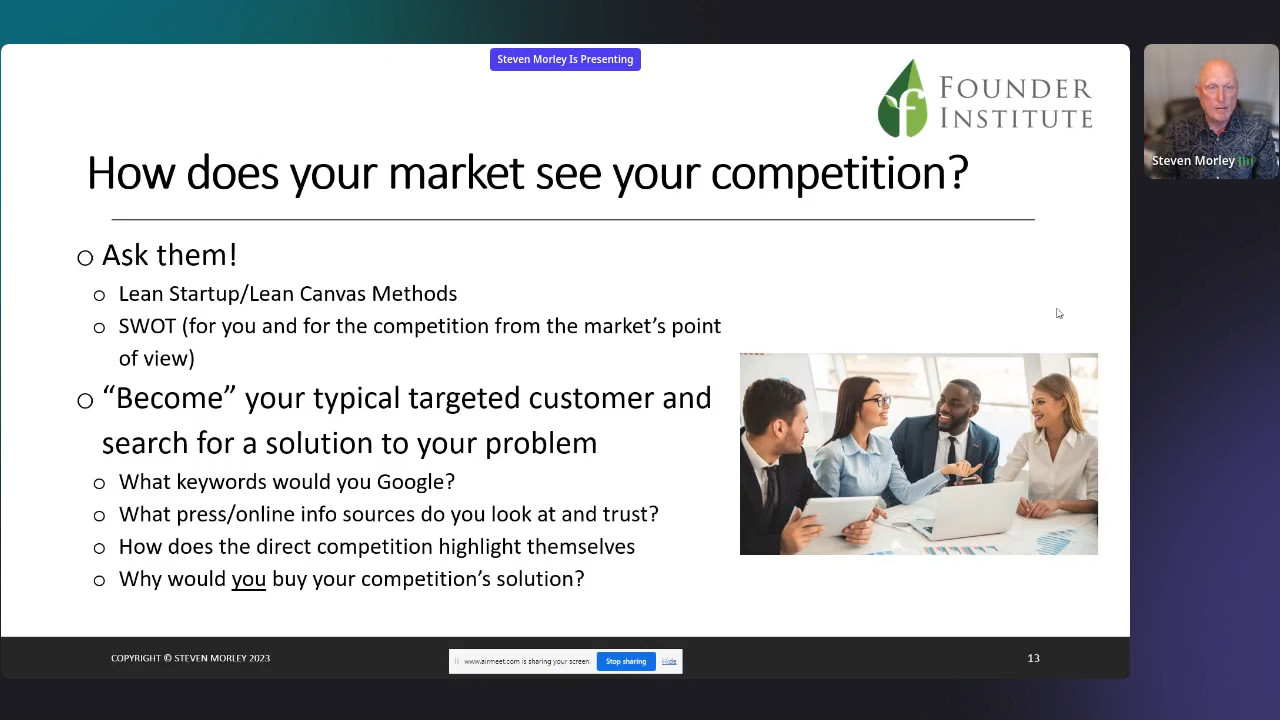 Steven Morley Is Presenting
FOUNDER
INSTITUTE
How does your market see your competition?
Steven Morley
Ask them!
Lean Startup/Lean Canvas Methods
SWOT (for you and for the competition from the market’s point
of view)
“Become” your typical targeted customer and
search for a solution to your problem
What keywords would you Google?
What press/online info sources do you look at and trust?
How does the direct competition highlight themselves
Why would you buy your competition’s solution?
COPYRIGHT © STEVEN MORLEY 2023
www.airmeet.com is sharing your screen.
Stop sharing
Hide
13